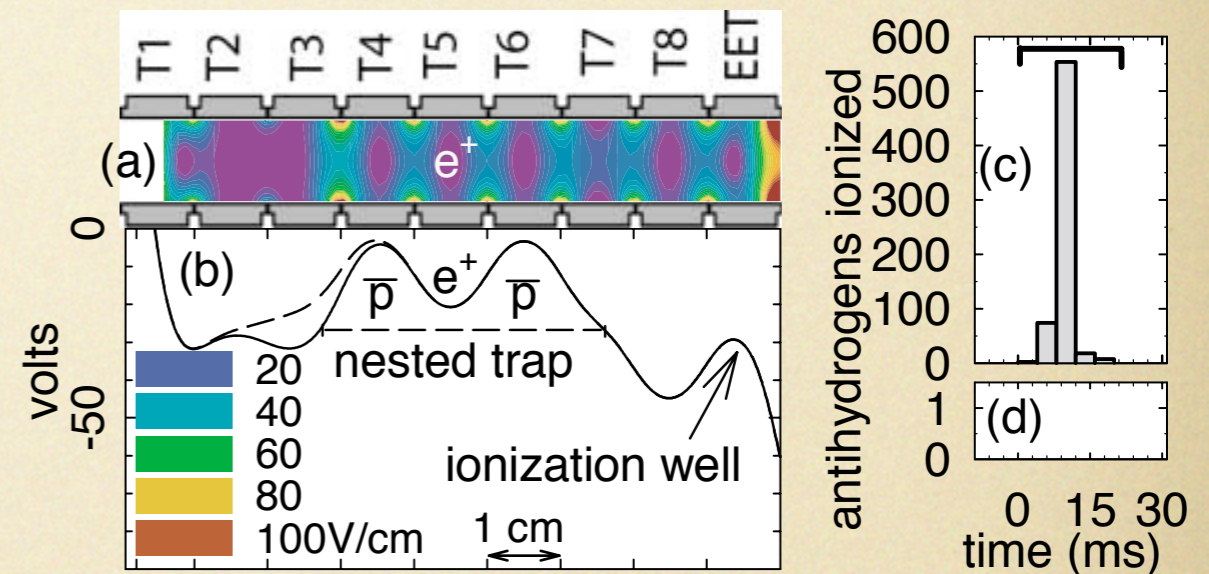 T1 T2 T3 T4 T5 T6 T7 T8 EET
(a)
e⁺
0
-50
volts
(b)
p̅
e⁺
p̅
nested trap
20
40
60
80
100V/cm
ionization well
1 cm
antihydrogens ionized
600
500
400
300
200
100
0
(c)
1
0
(d)
0 15 30
time (ms)